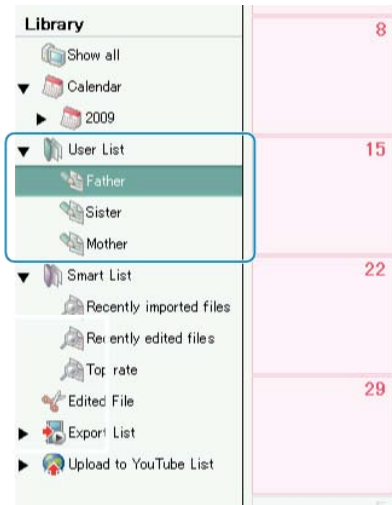 Library
Show all
Calendar
2009
User List
Father
Sister
Mother
Smart List
Recently imported files
Recently edited files
Top rate
Edited File
Export List
Upload to YouTube List
8
15
22
29